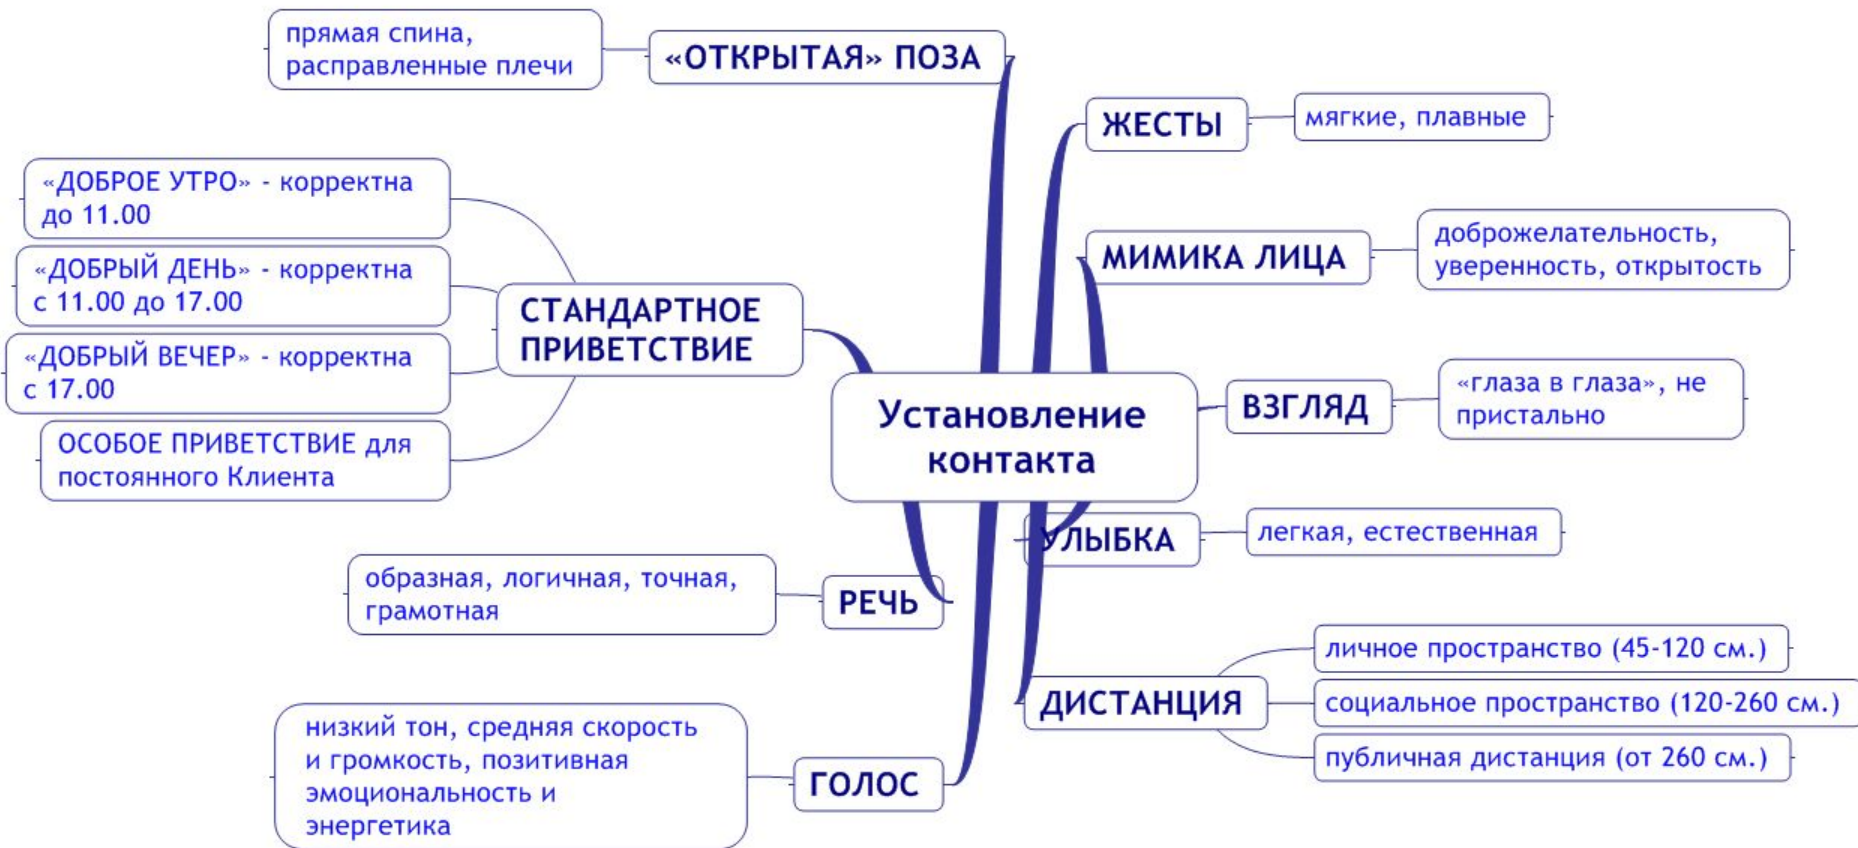 прямая спина,
расправленные плечи
«ОТКРЫТАЯ» ПОЗА
«ДОБРОЕ УТРО» - корректна
до 11.00
«ДОБРЫЙ ДЕНЬ» - корректна
с 11.00 до 17.00
«ДОБРЫЙ ВЕЧЕР» - корректна
с 17.00
ОСОБОЕ ПРИВЕТСТВИЕ для
постоянного Клиента
СТАНДАРТНОЕ
ПРИВЕТСТВИЕ
образная, логичная, точная,
грамотная
РЕЧЬ
низкий тон, средняя скорость
и громкость, позитивная
эмоциональность и
энергетика
ГОЛОС
Установление
контакта
ЖЕСТЫ
мягкие, плавные
МИМИКА ЛИЦА
доброжелательность,
уверенность, открытость
ВЗГЛЯД
«глаза в глаза», не
пристально
УЛЫБКА
легкая, естественная
ДИСТАНЦИЯ
личное пространство (45-120 см.)
социальное пространство (120-260 см.)
публичная дистанция (от 260 см.)